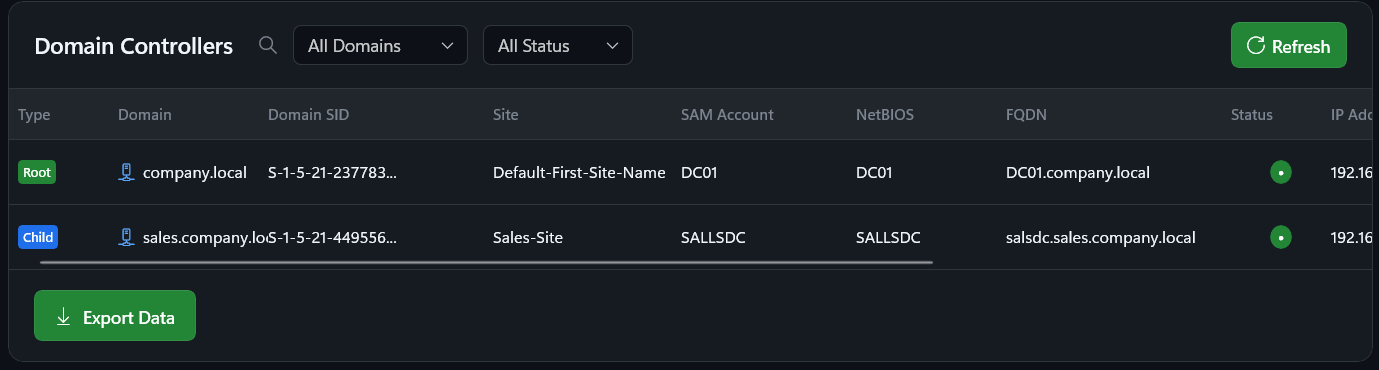 Domain Controllers All Domains All Status Refresh
Type Domain Domain SID Site SAM Account NetBIOS FQDN Status IP Add
Root company.local S-1-5-21-237783... Default-First-Site-Name DC01 DC01 DC01.company.local 192.16
Child sales.company.lo S-1-5-21-449556... Sales-Site SALLSDC SALLSDC salsdc.sales.company.local 192.16
Export Data